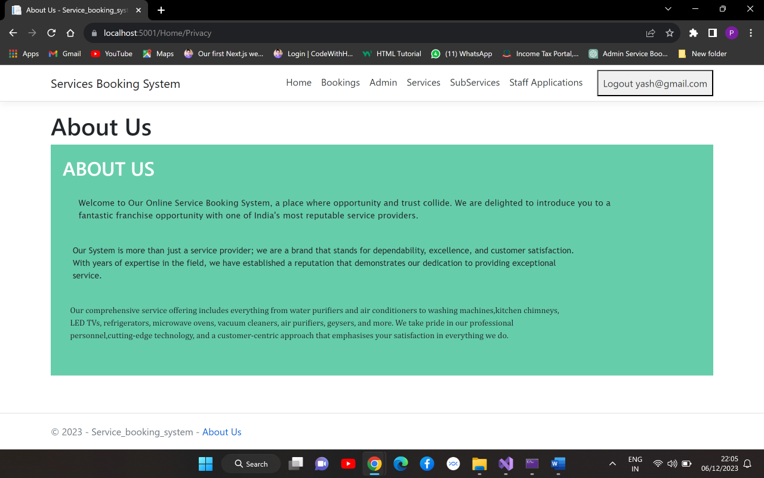 About Us - Service_booking_sys
localhost:5001/Home/Privacy
Apps Gmail YouTube Maps Our first Next.js we... Login | CodeWithH... HTML Tutorial (11) WhatsApp Income Tax Portal,... Admin Service Boo... New folder
Services Booking System Home Bookings Admin Services SubServices Staff Applications Logout yash@gmail.com
About Us
ABOUT US
Welcome to Our Online Service Booking System, a place where opportunity and trust collide. We are delighted to introduce you to a
fantastic franchise opportunity with one of India's most reputable service providers.
Our System is more than just a service provider; we are a brand that stands for dependability, excellence, and customer satisfaction.
With years of expertise in the field, we have established a reputation that demonstrates our dedication to providing exceptional
service.
Our comprehensive service offering includes everything from water purifiers and air conditioners to washing machines,kitchen chimneys,
LED TVs, refrigerators, microwave ovens, vacuum cleaners, air purifiers, geysers, and more. We take pride in our professional
personnel,cutting-edge technology, and a customer-centric approach that emphasises your satisfaction in everything we do.
© 2023 - Service_booking_system - About Us
Search
ENG
IN
22:05
06/12/2023